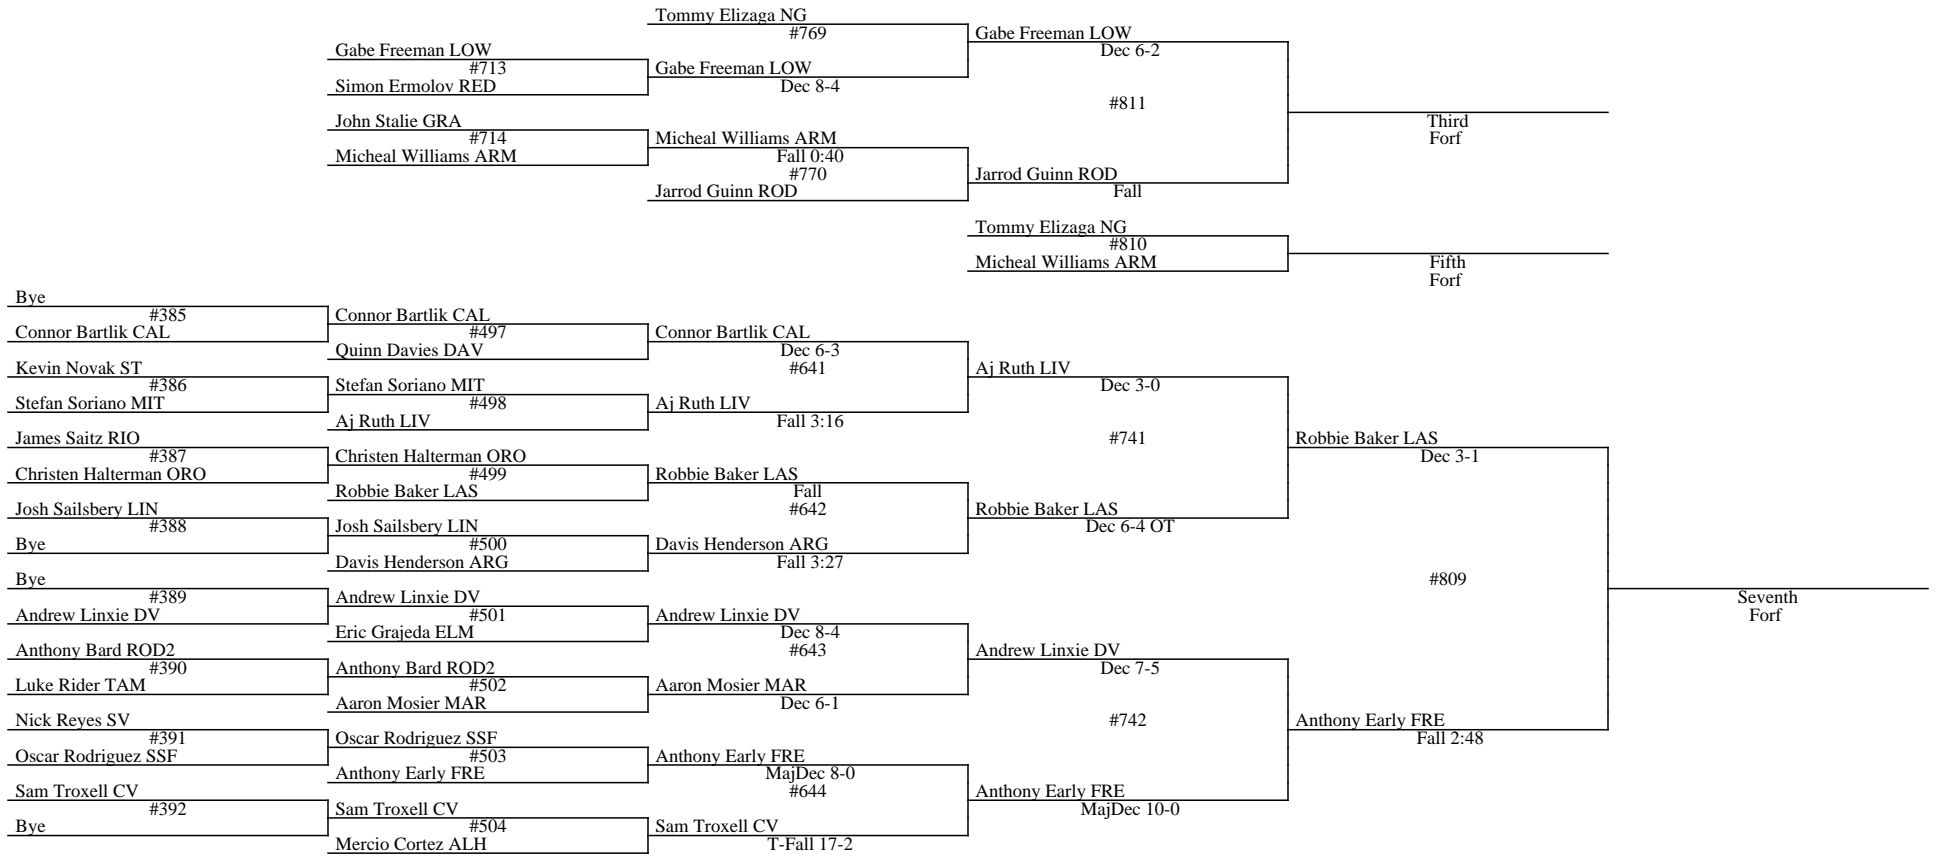 Tommy Elizaga NG
#769
Gabe Freeman LOW
Dec 6-2
Gabe Freeman LOW
#713
Gabe Freeman LOW
Dec 8-4
Simon Ermolov RED
#811
John Stalie GRA
#714
Micheal Williams ARM
Fall 0:40
Micheal Williams ARM
#770
Jarrod Guinn ROD
Jarrod Guinn ROD
Fall
Third
Forf
Tommy Elizaga NG
#810
Micheal Williams ARM
Fifth
Forf
Bye
#385
Connor Bartlik CAL
Kevin Novak ST
#386
Stefan Soriano MIT
James Saitz RIO
#387
Christen Halterman ORO
Josh Sailsbery LIN
#388
Bye
Bye
#389
Andrew Linxie DV
Anthony Bard ROD2
#390
Luke Rider TAM
Nick Reyes SV
#391
Oscar Rodriguez SSF
Sam Troxell CV
#392
Bye
Connor Bartlik CAL
#497
Quinn Davies DAV
Stefan Soriano MIT
#498
Aj Ruth LIV
Christen Halterman ORO
#499
Robbie Baker LAS
Josh Sailsbery LIN
#500
Davis Henderson ARG
Andrew Linxie DV
#501
Eric Grajeda ELM
Anthony Bard ROD2
#502
Aaron Mosier MAR
Oscar Rodriguez SSF
#503
Anthony Early FRE
Sam Troxell CV
#504
Mercio Cortez ALH
Connor Bartlik CAL
Dec 6-3
#641
Aj Ruth LIV
Fall 3:16
Robbie Baker LAS
Fall
#642
Davis Henderson ARG
Fall 3:27
Andrew Linxie DV
Dec 8-4
#643
Aaron Mosier MAR
Dec 6-1
Anthony Early FRE
MajDec 8-0
#644
Sam Troxell CV
T-Fall 17-2
Aj Ruth LIV
Dec 3-0
#741
Robbie Baker LAS
Dec 6-4 OT
Andrew Linxie DV
Dec 7-5
#742
Anthony Early FRE
MajDec 10-0
Robbie Baker LAS
Dec 3-1
#809
Anthony Early FRE
Fall 2:48
Seventh
Forf